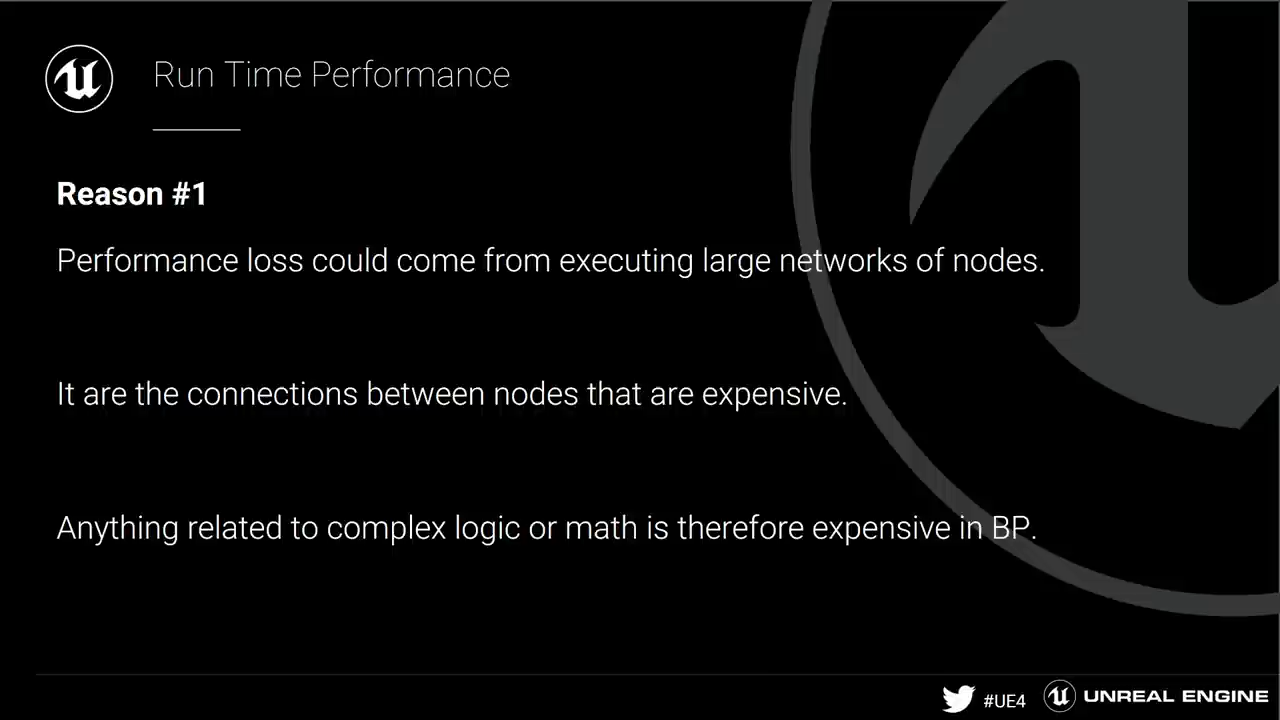 Run Time Performance
Reason #1
Performance loss could come from executing large networks of nodes.
It are the connections between nodes that are expensive.
Anything related to complex logic or math is therefore expensive in BP.
#UE4
UNREAL ENGINE